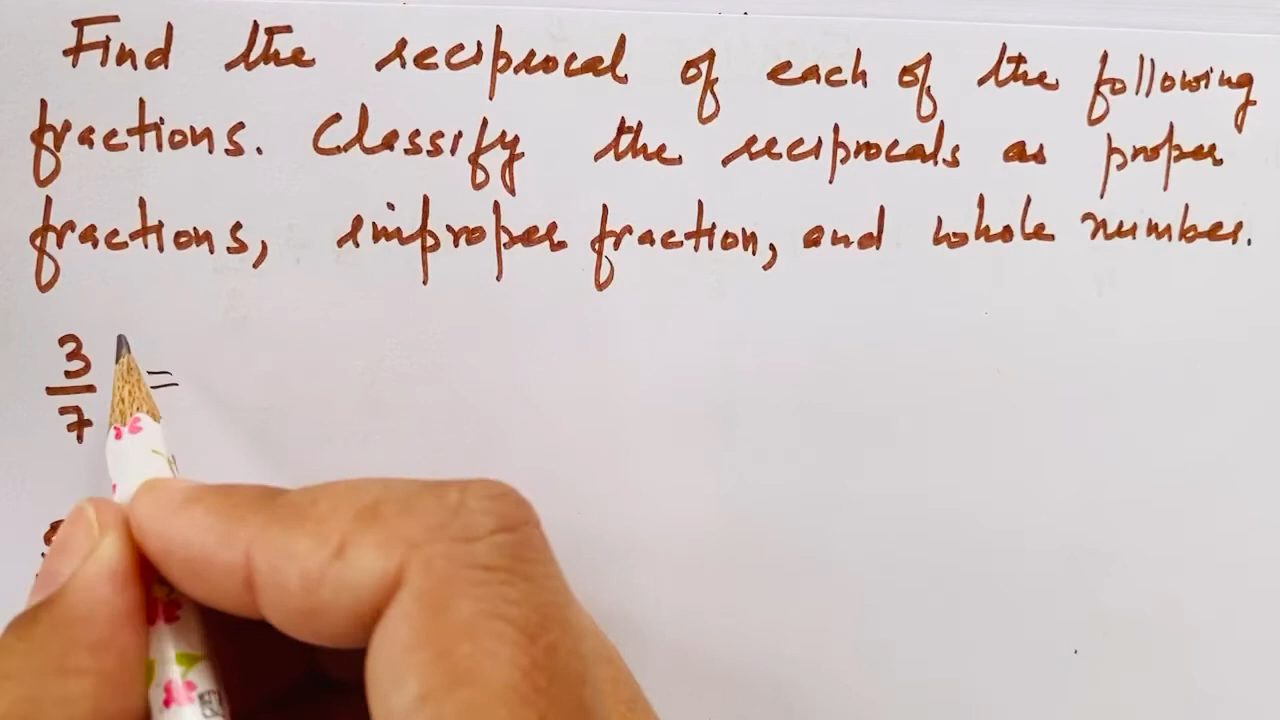 Find the reciprocal of each of the following
fractions. Classify the reciprocals as proper
fractions, improper fraction, and whole number.
3/7 =